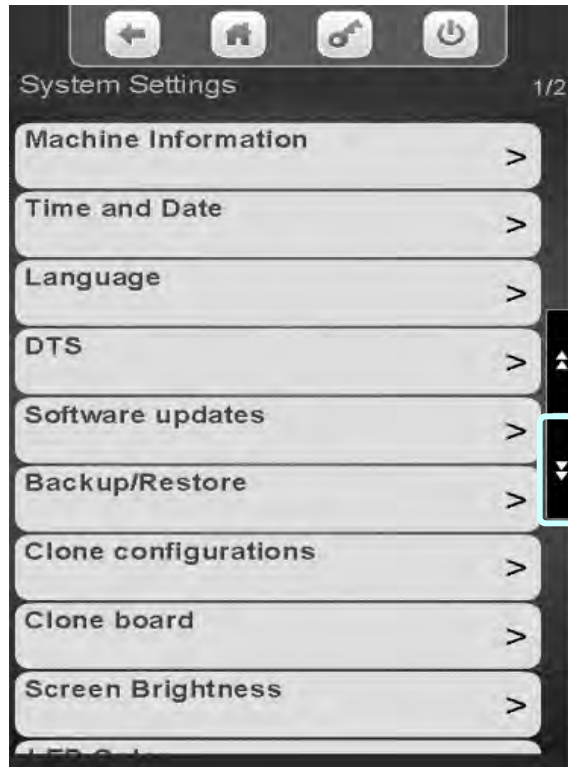 System Settings
1/2
Machine Information
>
Time and Date
>
Language
>
DTS
>
Software updates
>
Backup/Restore
>
Clone configurations
>
Clone board
>
Screen Brightness
>